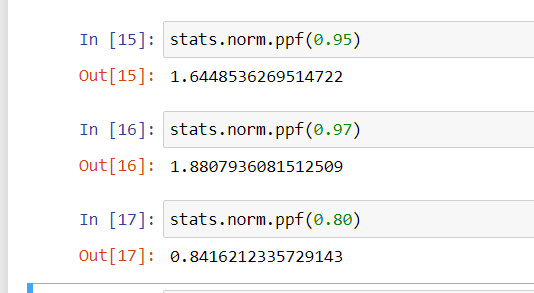 In [15]: stats.norm.ppf(0.95)
Out[15]: 1.6448536269514722
In [16]: stats.norm.ppf(0.97)
Out[16]: 1.8807936081512509
In [17]: stats.norm.ppf(0.80)
Out[17]: 0.8416212335729143